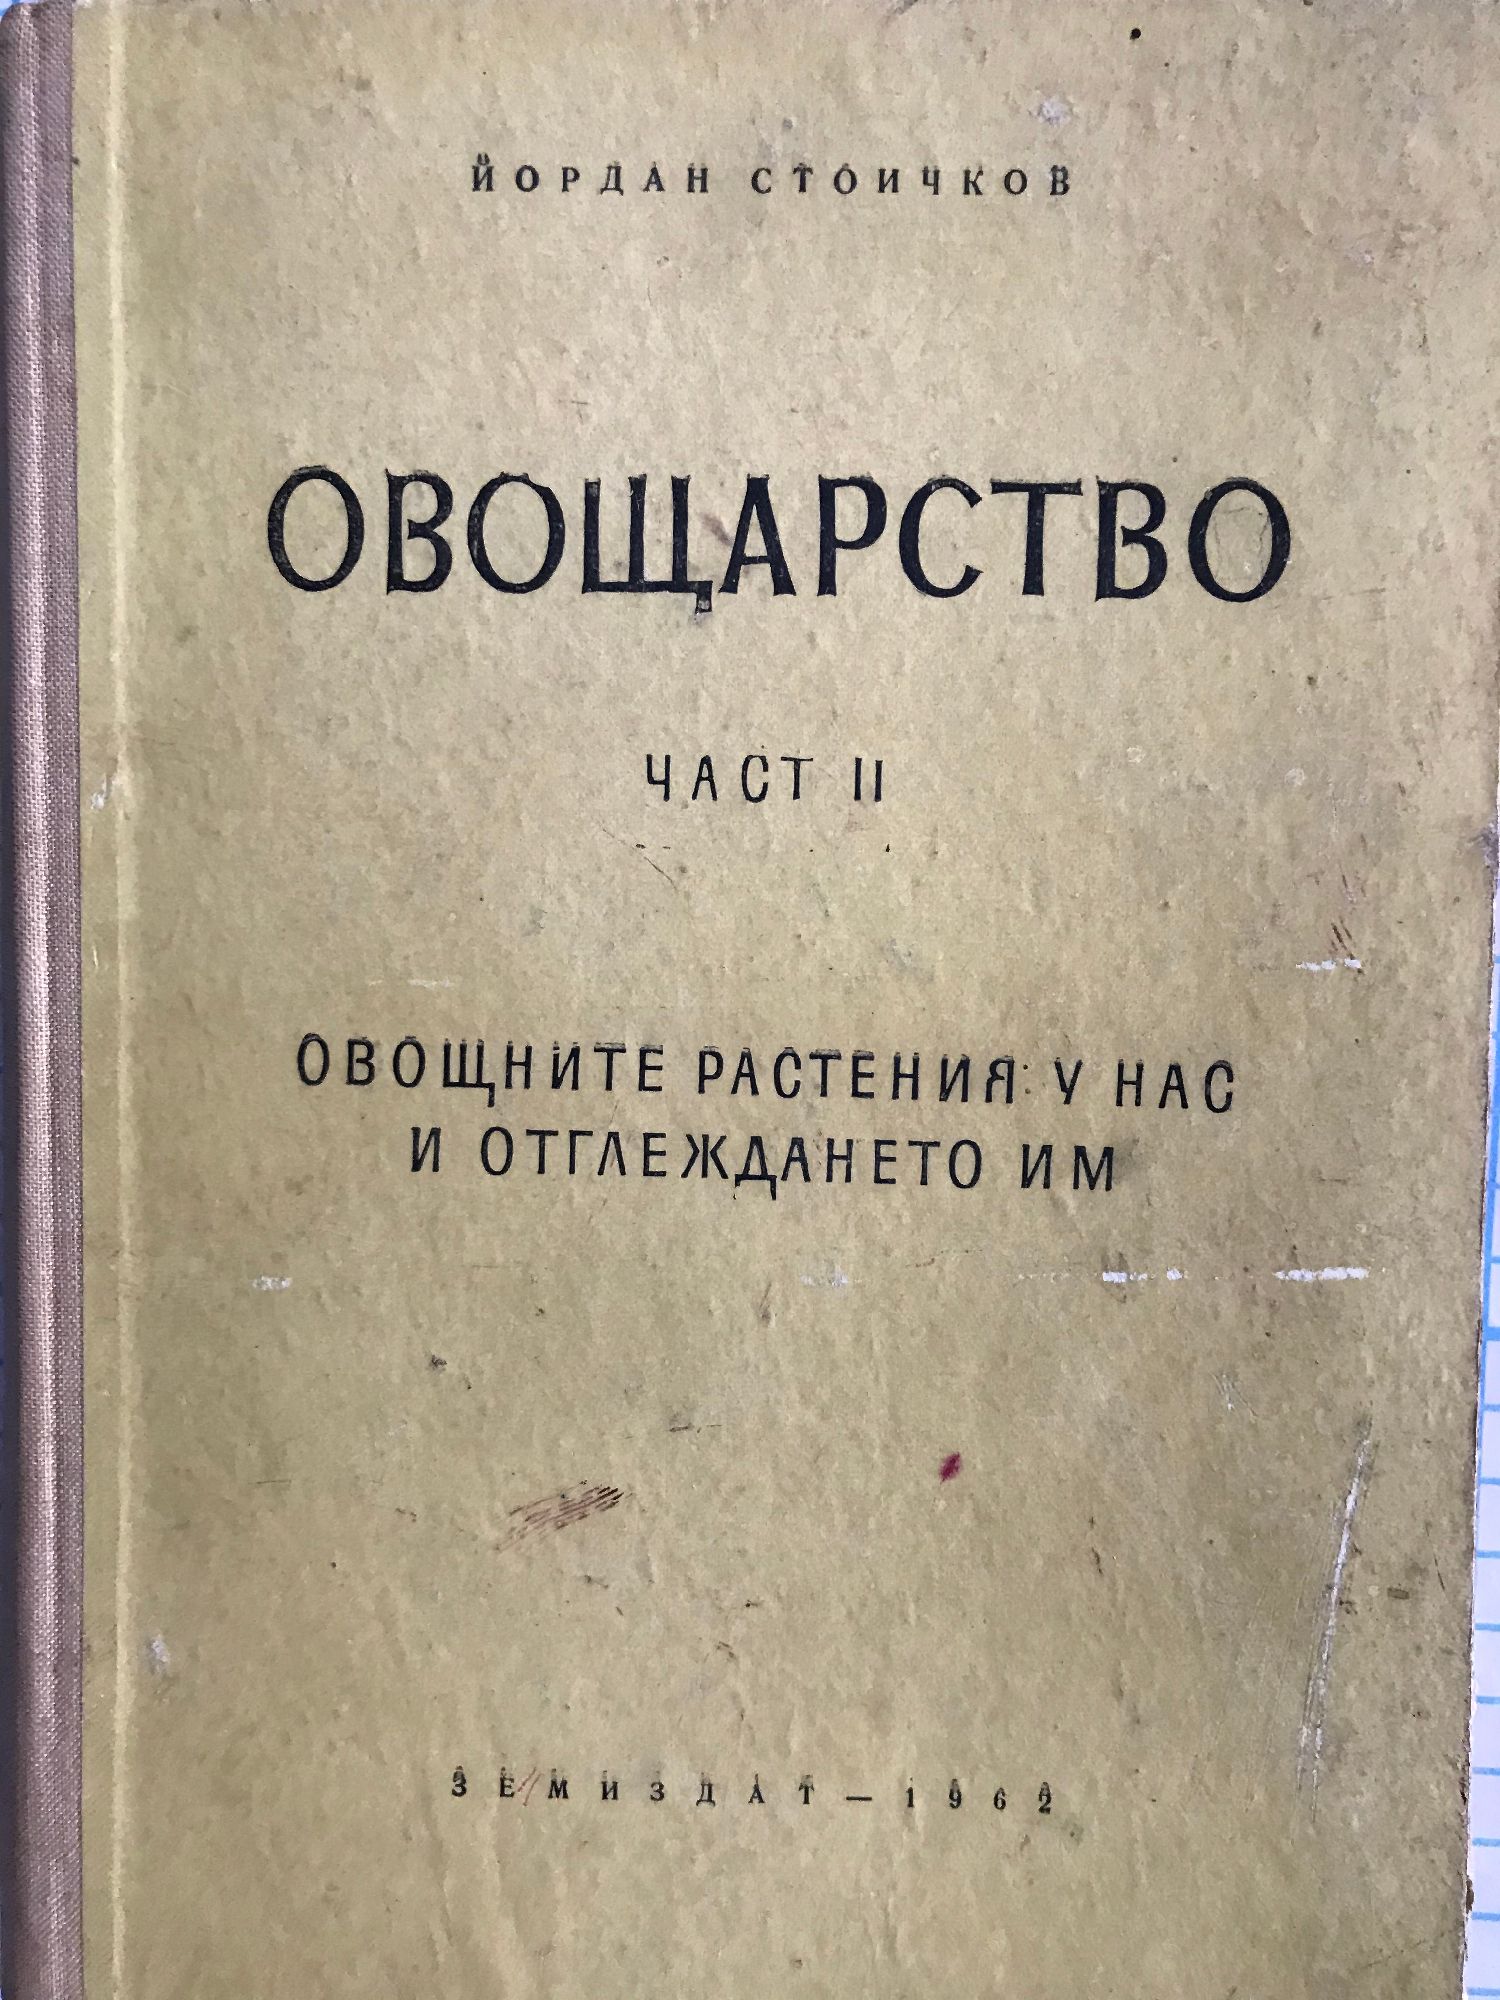 ЙОРДАН СТОИЧКОВ
ОВОЩАРСТВО
ЧАСТ II
ОВОЩНИТЕ РАСТЕНИЯ У НАС
И ОТГЛЕЖДАНЕТО ИМ
ЗЕМИЗДАТ — 1962